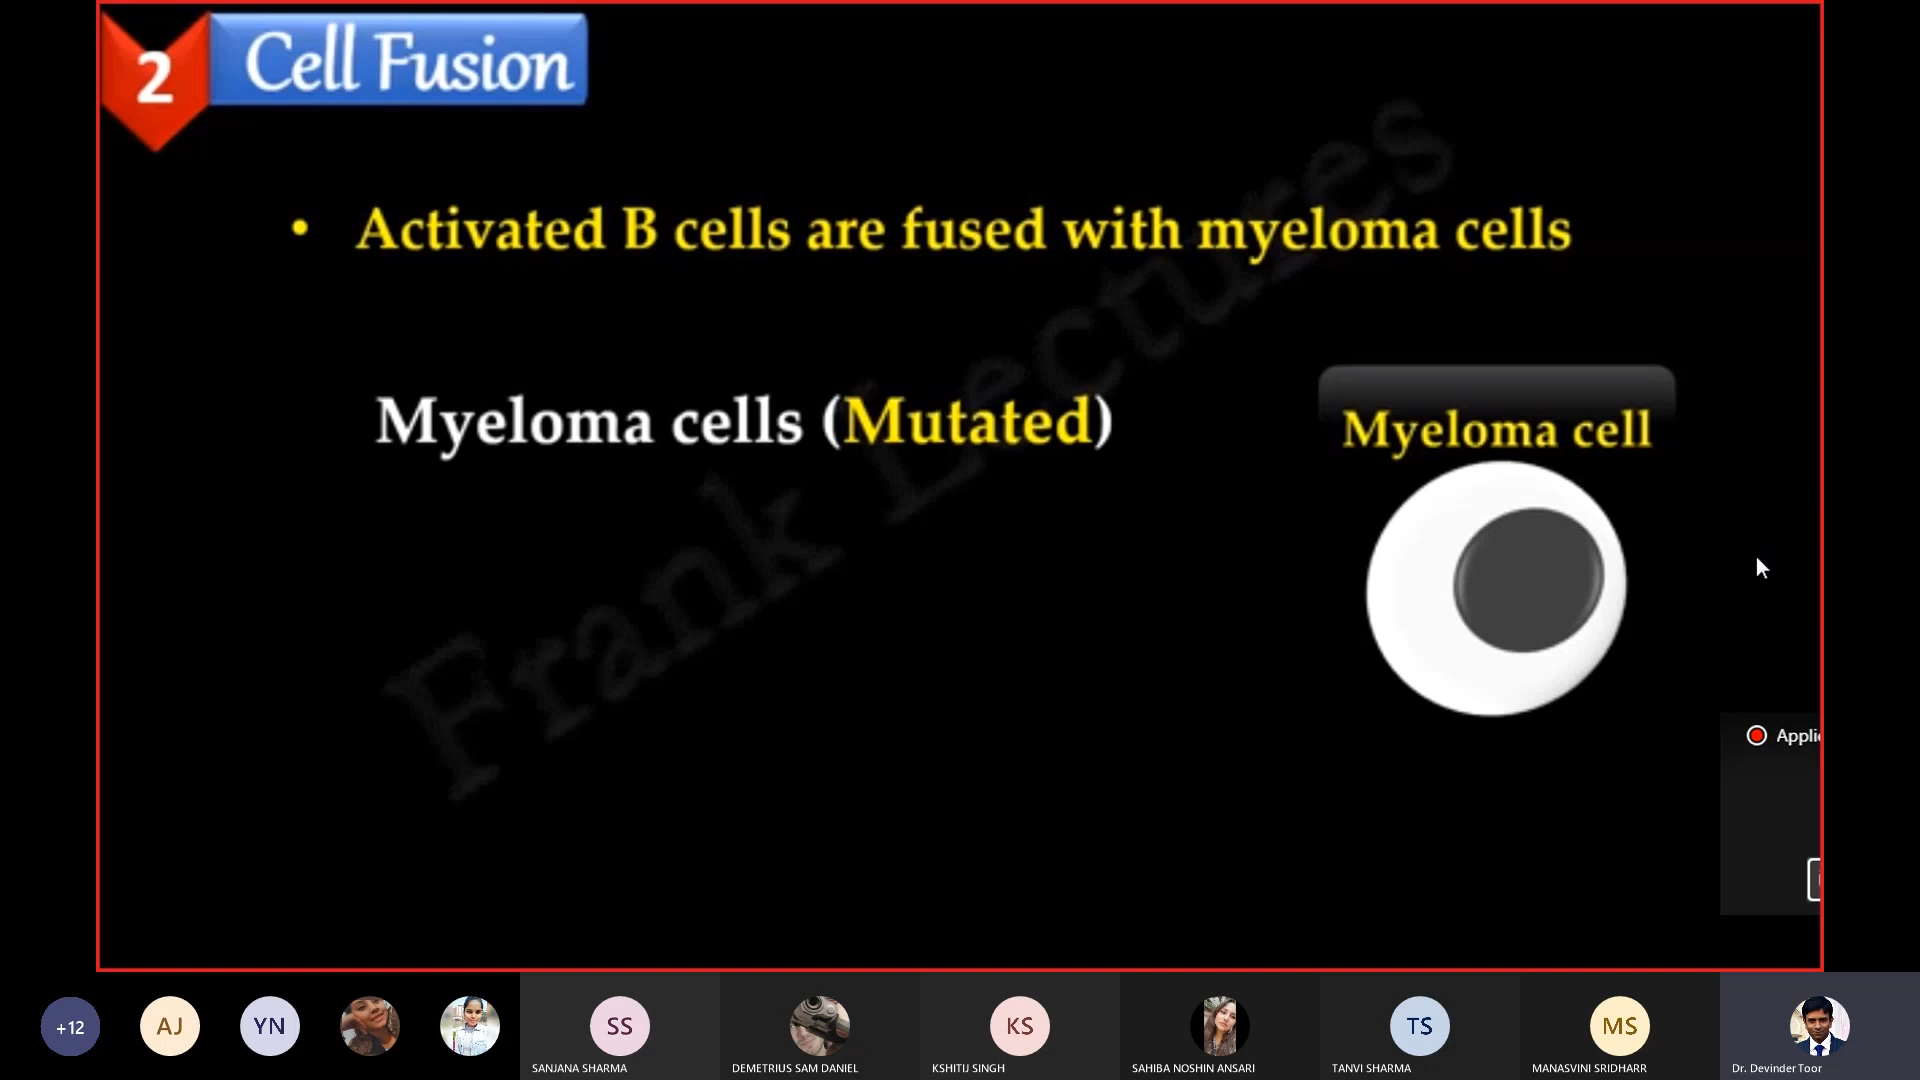 2
Cell Fusion
• Activated B cells are fused with myeloma cells
Myeloma cells (Mutated)
Myeloma cell
Frank Lectures
Applic
+12
AJ
YN
SS
KS
TS
MS
SANJANA SHARMA
DEMETRIUS SAM DANIEL
KSHITIJ SINGH
SAHIBA NOSHIN ANSARI
TANVI SHARMA
MANASVINI SRIDHARR
Dr. Devinder Toor